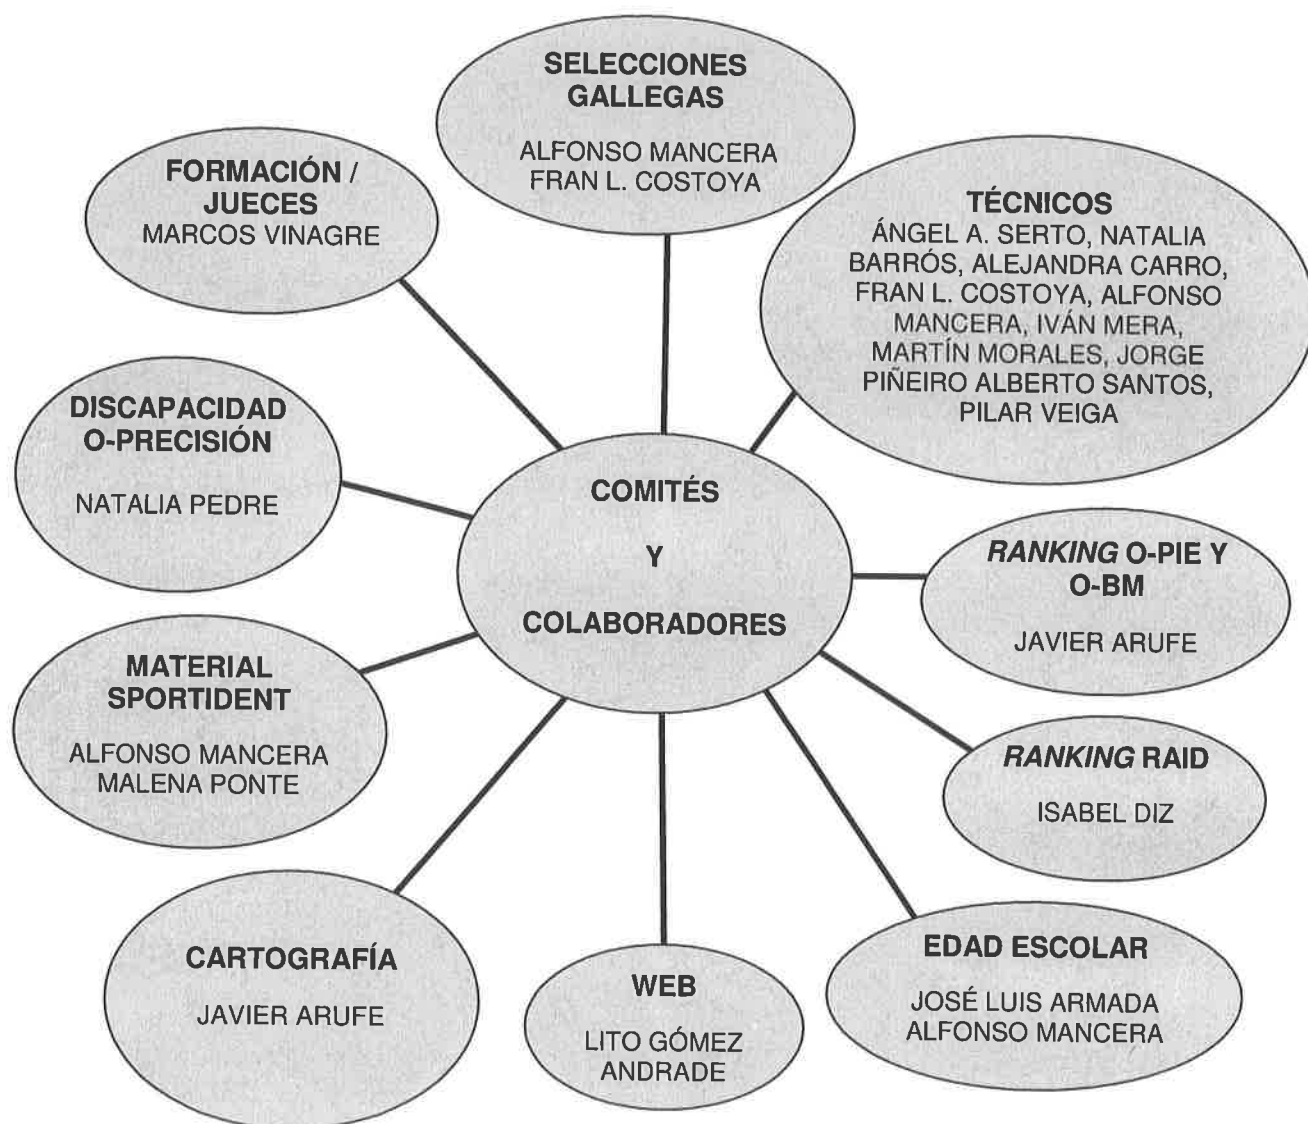 SELECCIONES
GALLEGAS
ALFONSO MANCERA
FRAN L. COSTOYA
FORMACIÓN /
JUECES
MARCOS VINAGRE
TÉCNICOS
ÁNGEL A. SERTO, NATALIA
BARRÓS, ALEJANDRA CARRO,
FRAN L. COSTOYA, ALFONSO
MANCERA, IVÁN MERA,
MARTÍN MORALES, JORGE
PIÑEIRO ALBERTO SANTOS,
PILAR VEIGA
DISCAPACIDAD
O-PRECISIÓN
NATALIA PEDRE
COMITÉS
Y
COLABORADORES
RANKING O-PIE Y
O-BM
JAVIER ARUFE
MATERIAL
SPORTIDENT
ALFONSO MANCERA
MALENA PONTE
RANKING RAID
ISABEL DIZ
CARTOGRAFÍA
JAVIER ARUFE
WEB
LITO GÓMEZ
ANDRADE
EDAD ESCOLAR
JOSÉ LUIS ARMADA
ALFONSO MANCERA